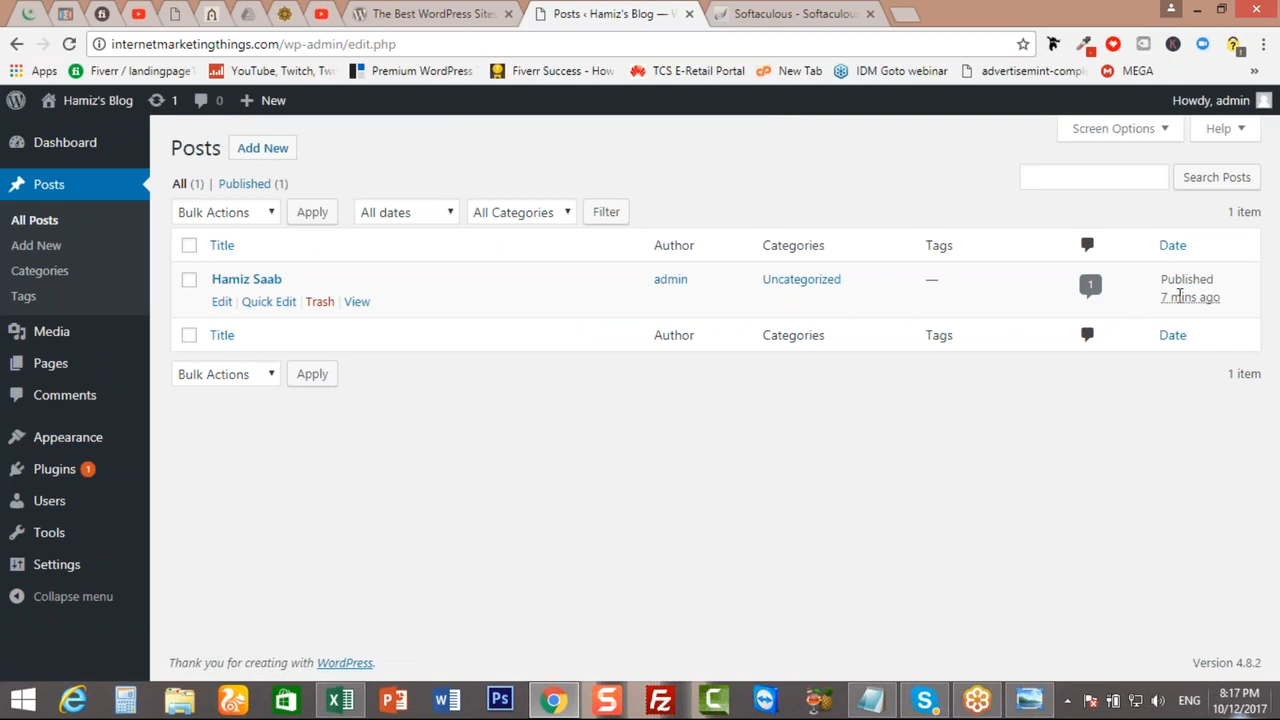 The Best WordPress Sites
Posts ‹ Hamiz's Blog —
Softaculous - Softaculou
internetmarketingthings.com/wp-admin/edit.php
Apps
Fiverr / landingpage
YouTube, Twitch, Tw
Premium WordPress
Fiverr Success - How
TCS E-Retail Portal
New Tab
IDM Goto webinar
advertisemint-comple
MEGA
»
Hamiz's Blog
1
0
New
Howdy, admin
Dashboard
Posts
All Posts
Add New
Categories
Tags
Media
Pages
Comments
Appearance
Plugins 1
Users
Tools
Settings
Collapse menu
Screen Options
Help
Posts Add New
All (1) | Published (1)
Search Posts
Bulk Actions Apply All dates All Categories Filter 1 item
Title Author Categories Tags Date
Hamiz Saab admin Uncategorized — 1 Published
Edit | Quick Edit | Trash | View 7 mins ago
Title Author Categories Tags Date
Bulk Actions Apply 1 item
Thank you for creating with WordPress. Version 4.8.2
Ps
ENG
8:17 PM
10/12/2017